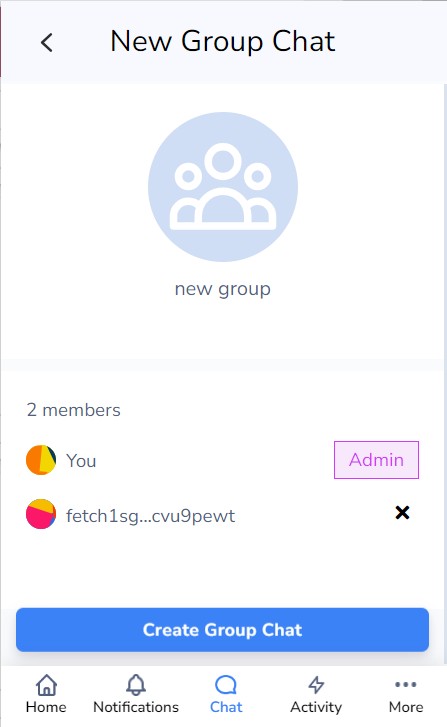 New Group Chat
new group
2 members
You
Admin
fetch1sg...cvu9pewt
Create Group Chat
Home
Notifications
Chat
Activity
More